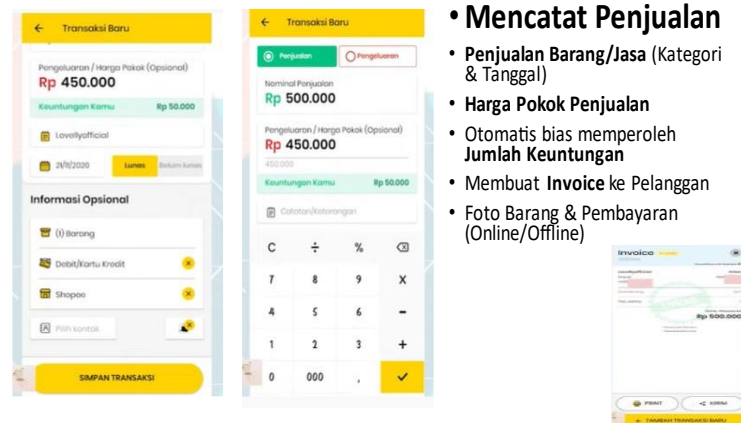 Transaksi Baru
Pengeluaran / Harga Pokok (Opsional)
Rp 450.000
Keuntungan Kamu Rp 50.000
Lovellyofficial
21/11/2020 Lunas Belum lunas
Informasi Opsional
(1) Barang
Debit/Kartu Kredit
Shopee
Pilih kontak
SIMPAN TRANSAKSI
Transaksi Baru
Penjualan Pengeluaran
Nominal Penjualan
Rp 500.000
Pengeluaran / Harga Pokok (Opsional)
Rp 450.000
450.000
Keuntungan Kamu Rp 50.000
Catatan/Keterangan
C ÷ %
7 8 9 X
4 5 6 -
1 2 3 +
0 000 ,
• Mencatat Penjualan
• Penjualan Barang/Jasa (Kategori
& Tanggal)
• Harga Pokok Penjualan
• Otomatis bias memperoleh
Jumlah Keuntungan
• Membuat Invoice ke Pelanggan
• Foto Barang & Pembayaran
(Online/Offline)
Invoice
Rp 500.000
PRINT KIRIM
+ TAMBAH TRANSAKSI BARU